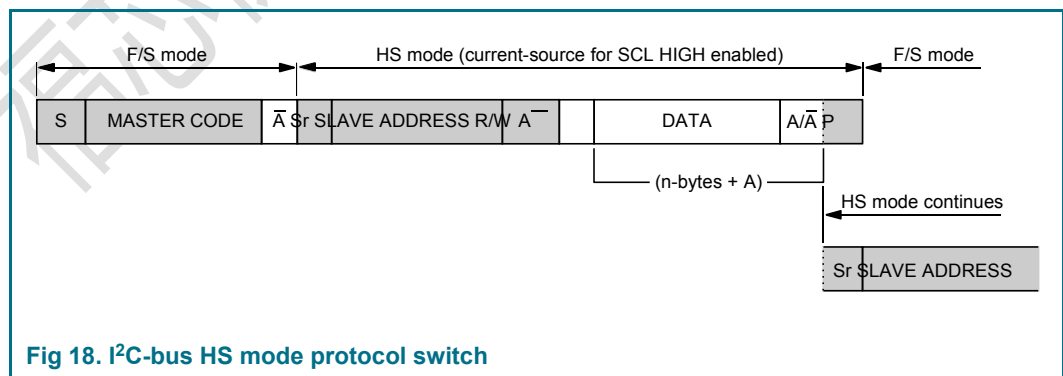 F/S mode HS mode (current-source for SCL HIGH enabled) F/S mode
S MASTER CODE A̅ Sr SLAVE ADDRESS R/W A̅ DATA A/A̅ P
(n-bytes + A)
HS mode continues
Sr SLAVE ADDRESS
Fig 18. I²C-bus HS mode protocol switch